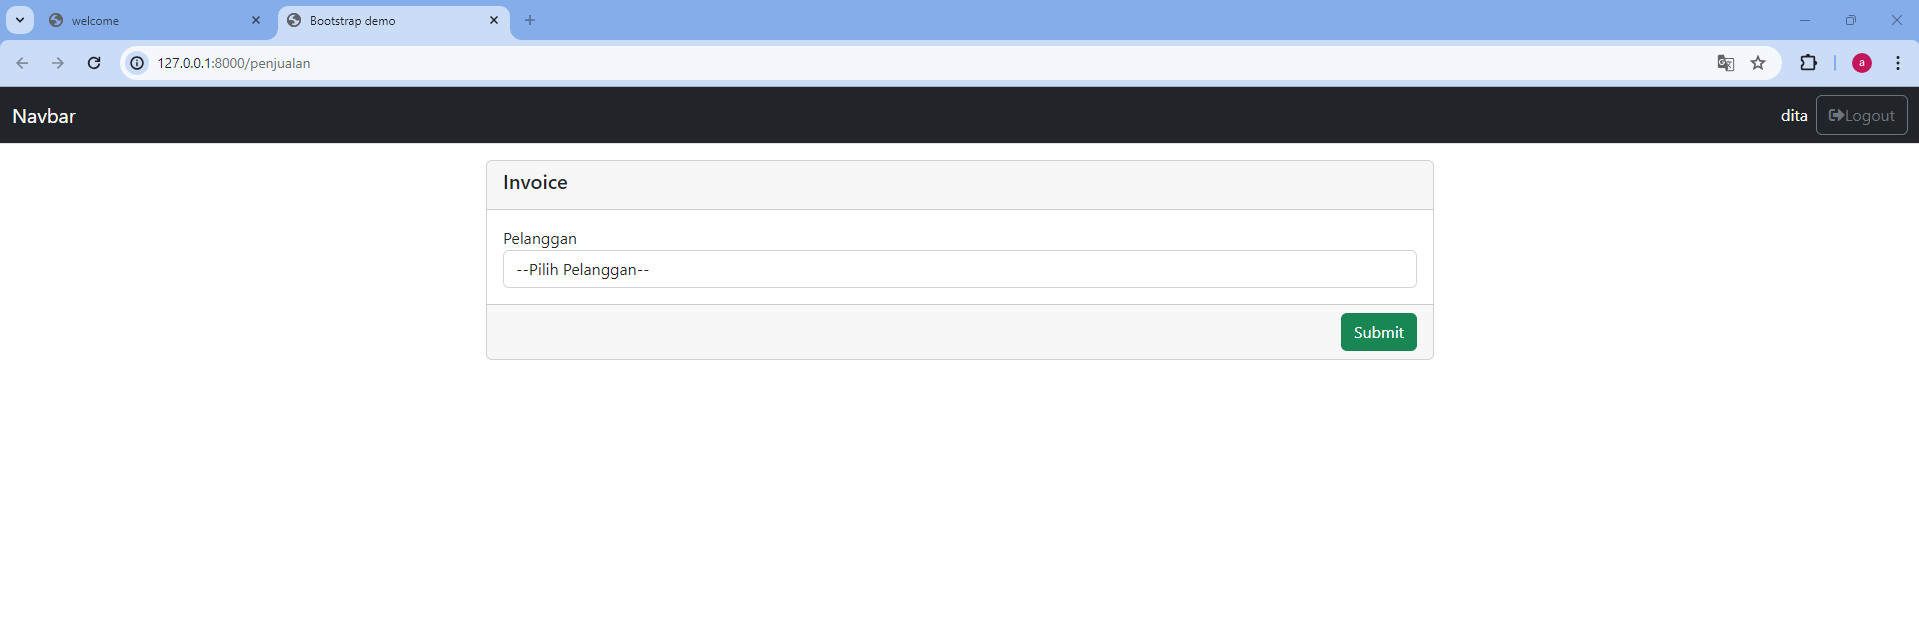 welcome
Bootstrap demo
127.0.0.1:8000/penjualan
a
Navbar
dita
Logout
Invoice
Pelanggan
--Pilih Pelanggan--
Submit